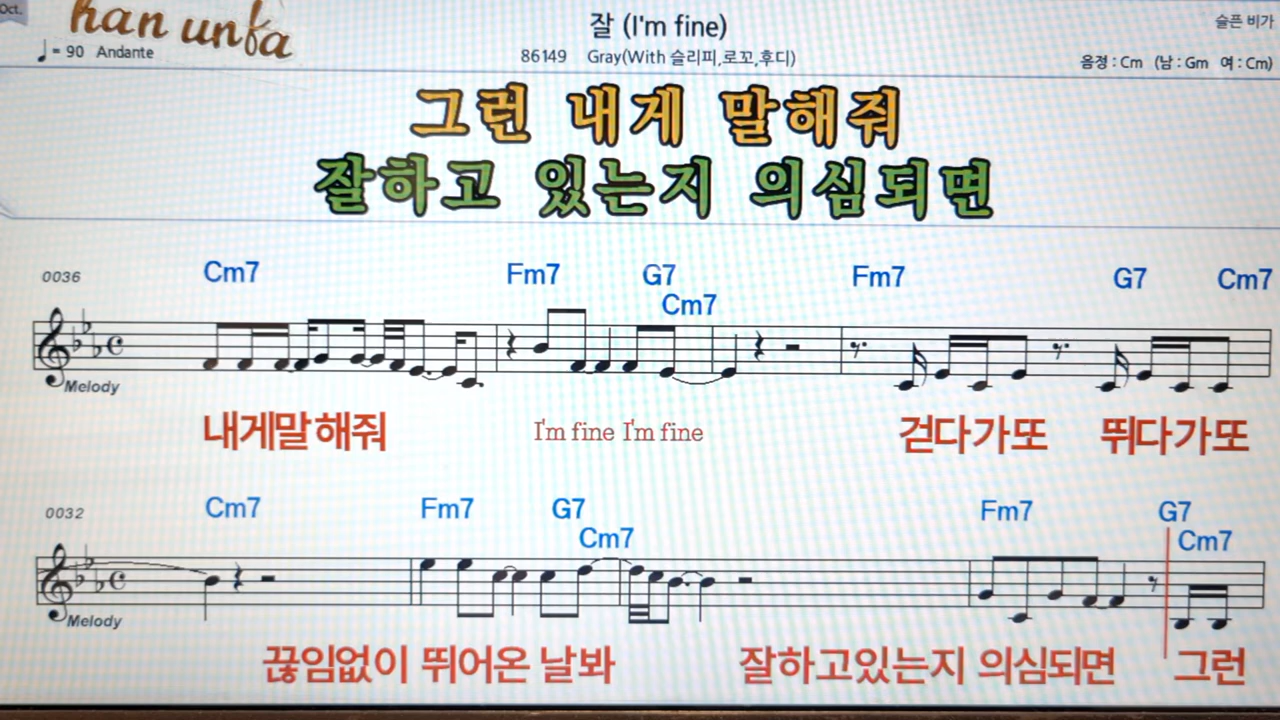 Oct.
han unfa
잘 (I'm fine)
슬픈 비가
♩= 90 Andante
86149 Gray(With 슬리피,로꼬,후디)
음정 : Cm (남 : Gm 여 : Cm)
그런 내게 말해줘
잘하고 있는지 의심되면
0036 Cm7 Fm7 G7 Cm7 Fm7 G7 Cm7
Melody
내게말해줘 I'm fine I'm fine 걷다가또 뛰다가또
0032 Cm7 Fm7 G7 Cm7 Fm7 G7 Cm7
Melody
끊임없이 뛰어온 날봐 잘하고있는지 의심되면 그런